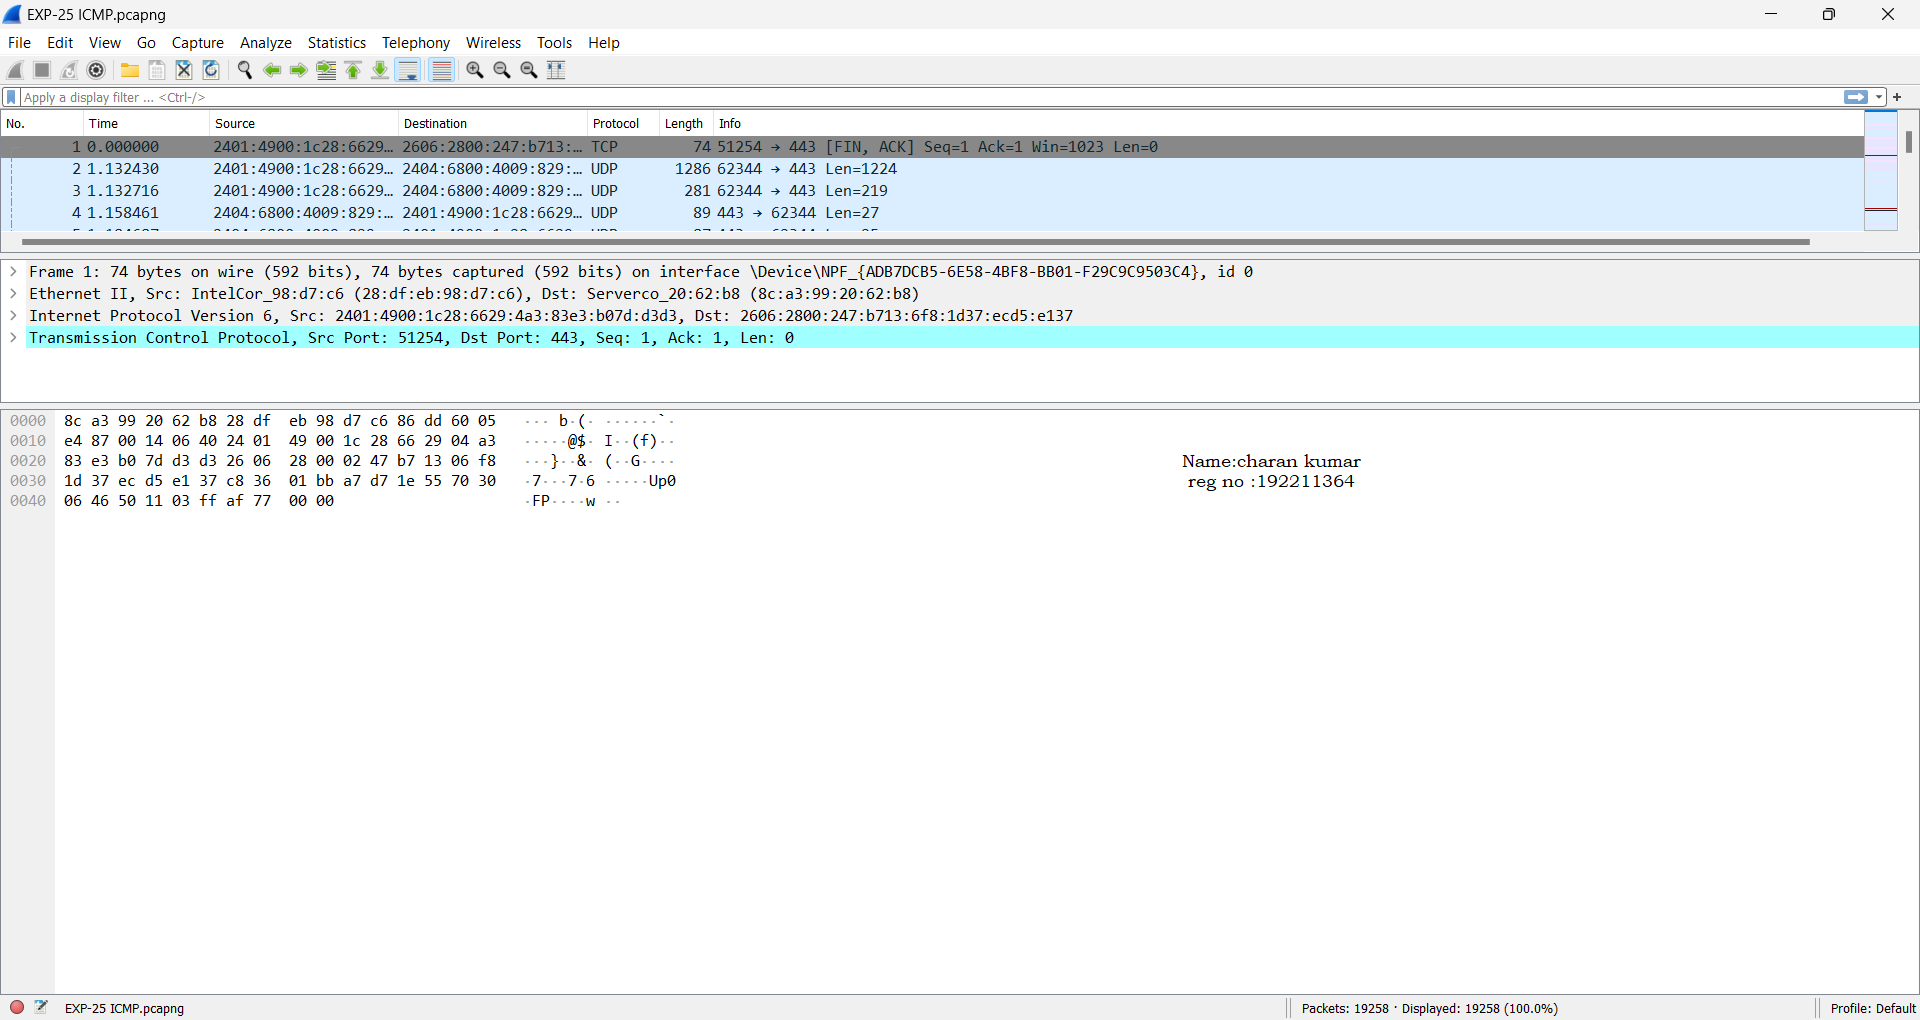 EXP-25 ICMP.pcapng
File Edit View Go Capture Analyze Statistics Telephony Wireless Tools Help
Apply a display filter ... <Ctrl-/>
No. Time Source Destination Protocol Length Info
1 0.000000 2401:4900:1c28:6629… 2606:2800:247:b713:… TCP 74 51254 → 443 [FIN, ACK] Seq=1 Ack=1 Win=1023 Len=0
2 1.132430 2401:4900:1c28:6629… 2404:6800:4009:829:… UDP 1286 62344 → 443 Len=1224
3 1.132716 2401:4900:1c28:6629… 2404:6800:4009:829:… UDP 281 62344 → 443 Len=219
4 1.158461 2404:6800:4009:829:… 2401:4900:1c28:6629… UDP 89 443 → 62344 Len=27
Frame 1: 74 bytes on wire (592 bits), 74 bytes captured (592 bits) on interface \Device\NPF_{ADB7DCB5-6E58-4BF8-BB01-F29C9C9503C4}, id 0
Ethernet II, Src: IntelCor_98:d7:c6 (28:df:eb:98:d7:c6), Dst: Serverco_20:62:b8 (8c:a3:99:20:62:b8)
Internet Protocol Version 6, Src: 2401:4900:1c28:6629:4a3:83e3:b07d:d3d3, Dst: 2606:2800:247:b713:6f8:1d37:ecd5:e137
Transmission Control Protocol, Src Port: 51254, Dst Port: 443, Seq: 1, Ack: 1, Len: 0
0000 8c a3 99 20 62 b8 28 df eb 98 d7 c6 86 dd 60 05 ··· b·(· ······`·
0010 e4 87 00 14 06 40 24 01 49 00 1c 28 66 29 04 a3 ·····@$· I··(f)··
0020 83 e3 b0 7d d3 d3 26 06 28 00 02 47 b7 13 06 f8 ···}··&· (··G····
0030 1d 37 ec d5 e1 37 c8 36 01 bb a7 d7 1e 55 70 30 ·7···7·6 ·····Up0
0040 06 46 50 11 03 ff af 77 00 00 ·FP····w ··
Name:charan kumar
reg no :192211364
EXP-25 ICMP.pcapng Packets: 19258 · Displayed: 19258 (100.0%) Profile: Default